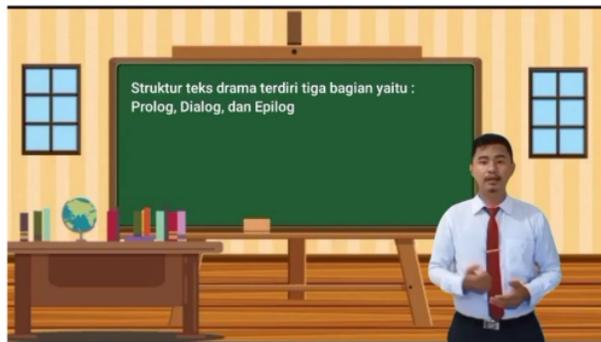 Struktur teks drama terdiri tiga bagian yaitu :
Prolog, Dialog, dan Epilog